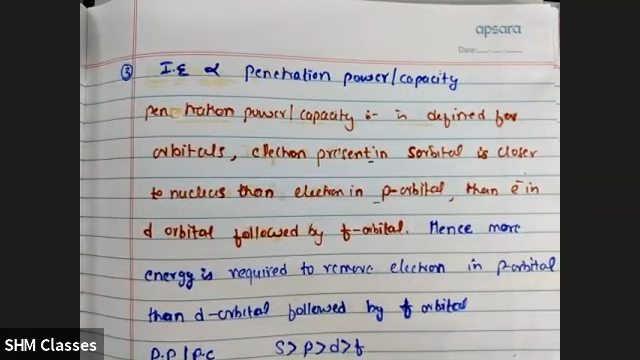 apsara
Date:
③ I.E ∝ penetration power/capacity
penetration power/capacity :- is defined for
orbitals, electron present in s orbital is closer
to nucleus than electron in p-orbital, than e⁻ in
d orbital followed by f-orbital. Hence more
energy is required to remove electron in p-orbital
than d-orbital followed by f orbital
P.P/P.C S>P>d>f
SHM Classes